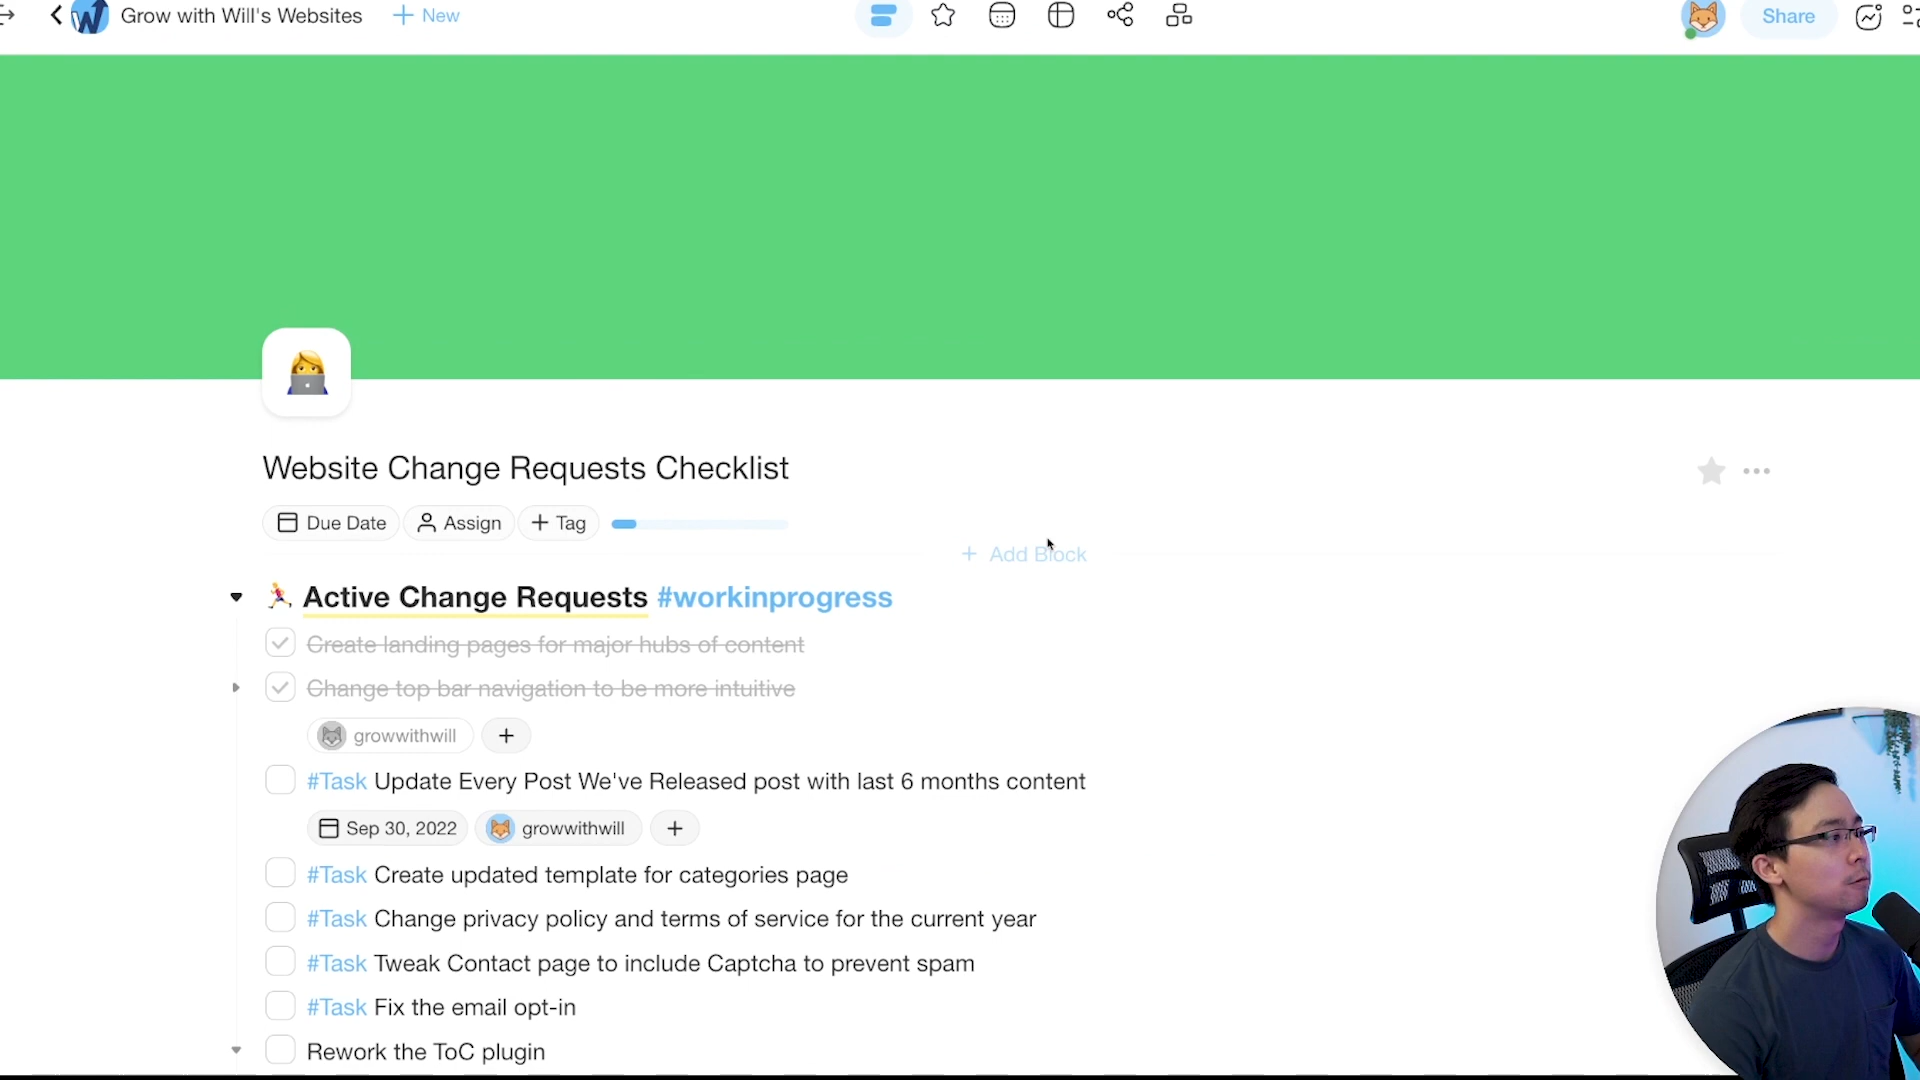 Grow with Will's Websites
+ New
Share
Website Change Requests Checklist
Due Date
Assign
+ Tag
+ Add Block
Active Change Requests #workinprogress
Create landing pages for major hubs of content
Change top bar navigation to be more intuitive
growwithwill
+
#Task Update Every Post We've Released post with last 6 months content
Sep 30, 2022
growwithwill
+
#Task Create updated template for categories page
#Task Change privacy policy and terms of service for the current year
#Task Tweak Contact page to include Captcha to prevent spam
#Task Fix the email opt-in
Rework the ToC plugin